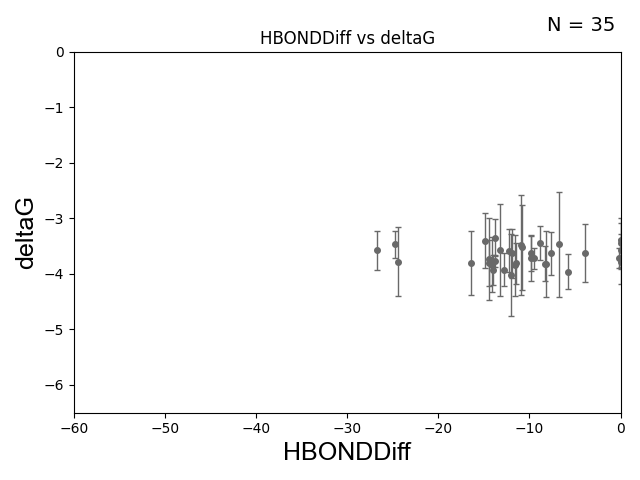 N = 35
HBONDDiff vs deltaG
0
−1
−2
−3
−4
−5
−6
deltaG
−60 −50 −40 −30 −20 −10 0
HBONDDiff